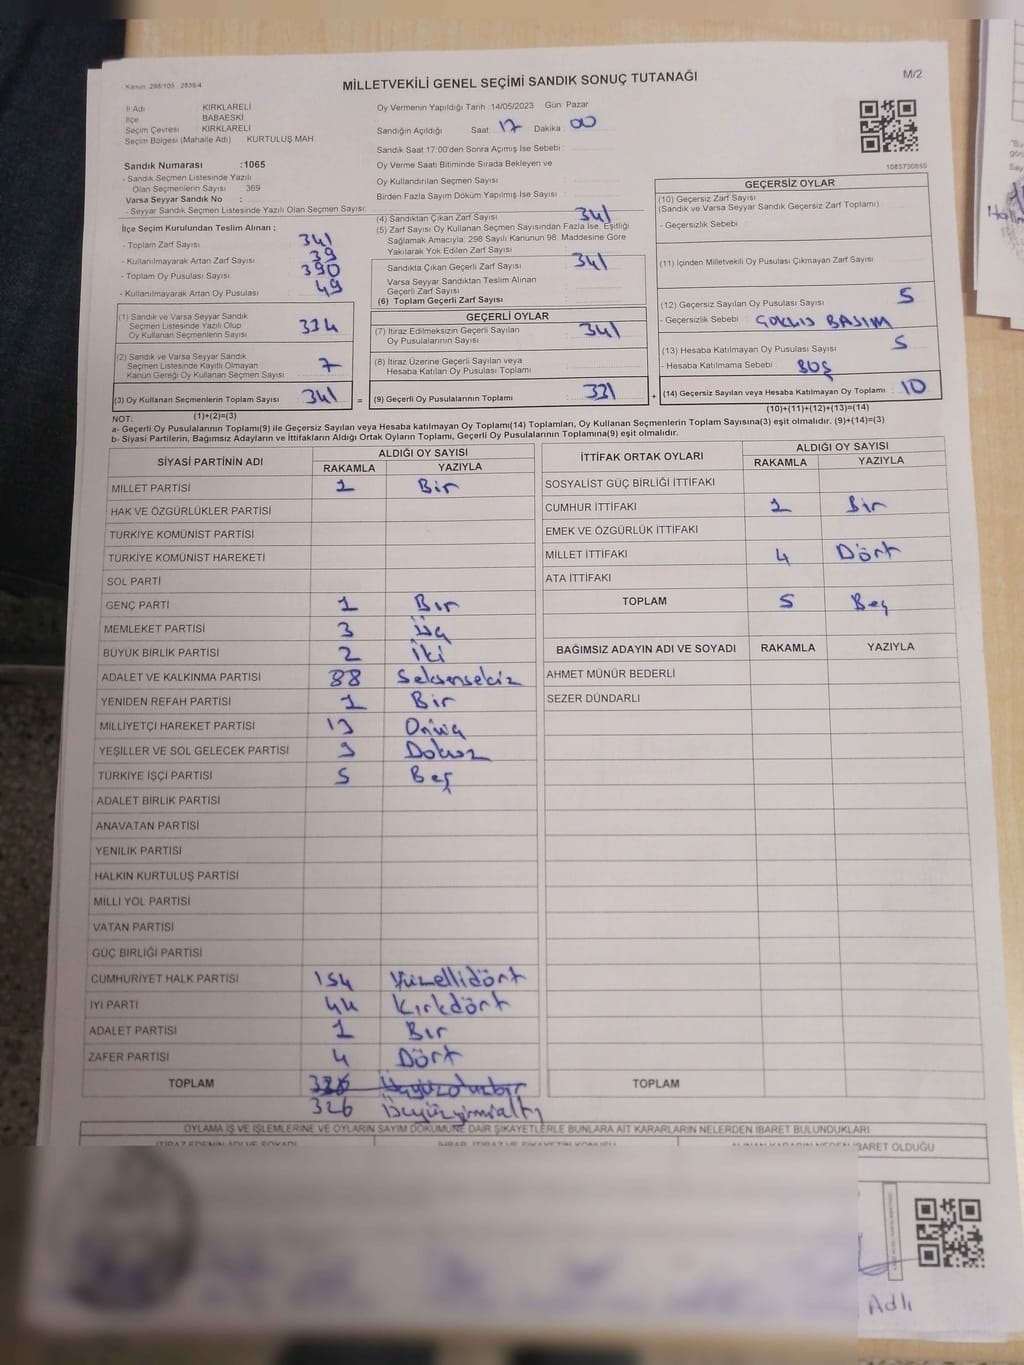 Kanun: 298/105 2839/4
MİLLETVEKİLİ GENEL SEÇİMİ SANDIK SONUÇ TUTANAĞI
M/2
İl Adı KIRKLARELİ
İlçe BABAESKİ
Seçim Çevresi KIRKLARELİ
Seçim Bölgesi (Mahalle Adı) KURTULUŞ MAH
Oy Vermenin Yapıldığı Tarih :14/05/2023 Gün Pazar
Sandığın Açıldığı Saat 17 Dakika 00
Sandık Saat 17:00'den Sonra Açımış İse Sebebi :
Oy Verme Saati Bitiminde Sırada Bekleyen ve
Oy Kullandırılan Seçmen Sayısı
Birden Fazla Sayım Döküm Yapılmış İse Sayısı :
1083730860
Sandık Numarası :1065
- Sandık Seçmen Listesinde Yazılı
Olan Seçmenlerin Sayısı 369
Varsa Seyyar Sandık No :
- Seyyar Sandık Seçmen Listesinde Yazılı Olan Seçmen Sayısı:
İlçe Seçim Kurulundan Teslim Alınan ;
- Toplam Zarf Sayısı 341
- Kullanılmayarak Artan Zarf Sayısı 39
- Toplam Oy Pusulası Sayısı 390
- Kullanılmayarak Artan Oy Pusulası 49
(1) Sandık ve Varsa Seyyar Sandık
Seçmen Listesinde Yazılı Olup
Oy Kullanan Seçmenlerin Sayısı 334
(2) Sandık ve Varsa Seyyar Sandık
Seçmen Listesinde Kayıtlı Olmayan
Kanun Gereği Oy Kullanan Seçmen Sayısı 7
(3) Oy Kullanan Seçmenlerin Toplam Sayısı 341 =
(1)+(2)=(3)
(4) Sandıktan Çıkan Zarf Sayısı 341
(5) Zarf Sayısı Oy Kullanan Seçmen Sayısından Fazla İse, Eşitliği
Sağlamak Amacıyla; 298 Sayılı Kanunun 98. Maddesine Göre
Yakılarak Yok Edilen Zarf Sayısı
Sandıkta Çıkan Geçerli Zarf Sayısı 341
Varsa Seyyar Sandıktan Teslim Alınan
Geçerli Zarf Sayısı
(6) Toplam Geçerli Zarf Sayısı
GEÇERLİ OYLAR
(7) İtiraz Edilmeksizin Geçerli Sayılan
Oy Pusulalarının Sayısı 341
(8) İtiraz Üzerine Geçerli Sayılan veya
Hesaba Katılan Oy Pusulası Toplamı
(9) Geçerli Oy Pusulalarının Toplamı 331 +
GEÇERSİZ OYLAR
(10) Geçersiz Zarf Sayısı
(Sandık ve Varsa Seyyar Sandık Geçersiz Zarf Toplamı)
- Geçersizlik Sebebi
(11) İçinden Milletvekili Oy Pusulası Çıkmayan Zarf Sayısı
(12) Geçersiz Sayılan Oy Pusulası Sayısı 5
- Geçersizlik Sebebi : ÇOKLIS BASIM
(13) Hesaba Katılmayan Oy Pusulası Sayısı 5
- Hesaba Katılmama Sebebi : BOŞ
(14) Geçersiz Sayılan veya Hesaba Katılmayan Oy Toplamı : 10
(10)+(11)+(12)+(13)=(14)
NOT:
a- Geçerli Oy Pusulalarının Toplamı(9) ile Geçersiz Sayılan veya Hesaba katılmayan Oy Toplamı(14) Toplamları, Oy Kullanan Seçmenlerin Toplam Sayısına(3) eşit olmalıdır. (9)+(14)=(3)
b- Siyasi Partilerin, Bağımsız Adayların ve İttifakların Aldığı Ortak Oyların Toplamı, Geçerli Oy Pusulalarının Toplamına(9) eşit olmalıdır.
SİYASİ PARTİNİN ADI ALDIĞI OY SAYISI
RAKAMLA YAZIYLA
MİLLET PARTİSİ 1 Bir
HAK VE ÖZGÜRLÜKLER PARTİSİ
TÜRKİYE KOMÜNİST PARTİSİ
TÜRKİYE KOMÜNİST HAREKETİ
SOL PARTİ
GENÇ PARTİ 1 Bir
MEMLEKET PARTİSİ 3 Üç
BÜYÜK BİRLİK PARTİSİ 2 İki
ADALET VE KALKINMA PARTİSİ 88 Seksensekiz
YENİDEN REFAH PARTİSİ 1 Bir
MİLLİYETÇİ HAREKET PARTİSİ 13 Onüç
YEŞİLLER VE SOL GELECEK PARTİSİ 9 Dokuz
TÜRKİYE İŞÇİ PARTİSİ 5 Beş
ADALET BİRLİK PARTİSİ
ANAVATAN PARTİSİ
YENİLİK PARTİSİ
HALKIN KURTULUŞ PARTİSİ
MİLLİ YOL PARTİSİ
VATAN PARTİSİ
GÜÇ BİRLİĞİ PARTİSİ
CUMHURİYET HALK PARTİSİ 154 Yüzellidört
İYİ PARTİ 44 Kırkdört
ADALET PARTİSİ 1 Bir
ZAFER PARTİSİ 4 Dört
TOPLAM
326 Üçyüzyirmialtı
İTTİFAK ORTAK OYLARI ALDIĞI OY SAYISI
RAKAMLA YAZIYLA
SOSYALİST GÜÇ BİRLİĞİ İTTİFAKI
CUMHUR İTTİFAKI 1 Bir
EMEK VE ÖZGÜRLÜK İTTİFAKI
MİLLET İTTİFAKI 4 Dört
ATA İTTİFAKI
TOPLAM 5 Beş
BAĞIMSIZ ADAYIN ADI VE SOYADI RAKAMLA YAZIYLA
AHMET MÜNÜR BEDERLİ
SEZER DÜNDARLI
TOPLAM
OYLAMA İŞ VE İŞLEMLERİNE VE OYLARIN SAYIM DÖKÜMÜNE DAİR ŞİKAYETLERLE BUNLARA AİT KARARLARIN NELERDEN İBARET BULUNDUKLARI
İBARET OLDUĞU
Adlı